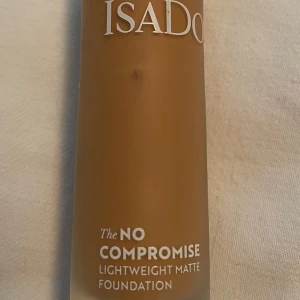 ISADO
The NO
COMPROMISE
LIGHTWEIGHT MATTE
FOUNDATION